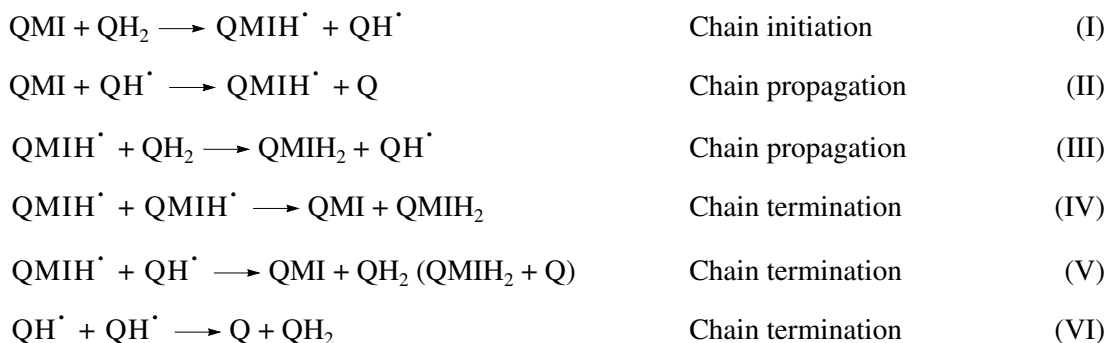 QMI + QH₂ ⟶ QMIH˙ + QH˙ Chain initiation (I)
QMI + QH˙ ⟶ QMIH˙ + Q Chain propagation (II)
QMIH˙ + QH₂ ⟶ QMIH₂ + QH˙ Chain propagation (III)
QMIH˙ + QMIH˙ ⟶ QMI + QMIH₂ Chain termination (IV)
QMIH˙ + QH˙ ⟶ QMI + QH₂ (QMIH₂ + Q) Chain termination (V)
QH˙ + QH˙ ⟶ Q + QH₂ Chain termination (VI)